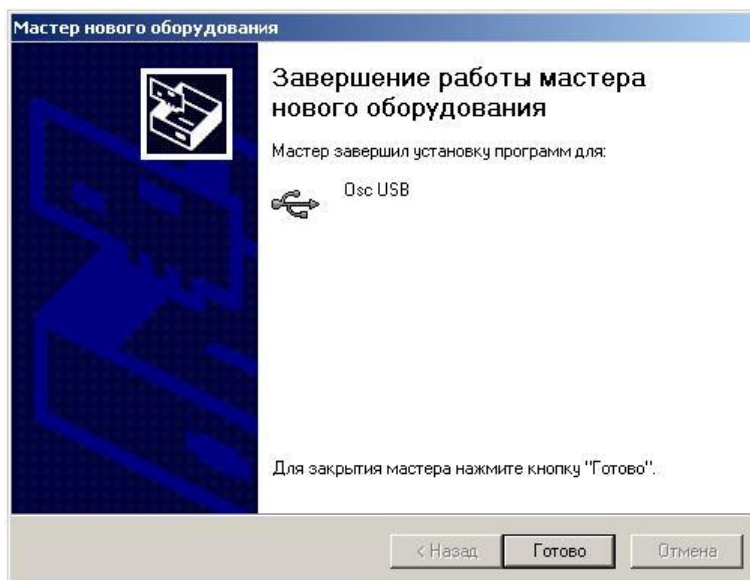 Мастер нового оборудования
Завершение работы мастера
нового оборудования
Мастер завершил установку программ для:
Osc USB
Для закрытия мастера нажмите кнопку "Готово".
< Назад
Готово
Отмена